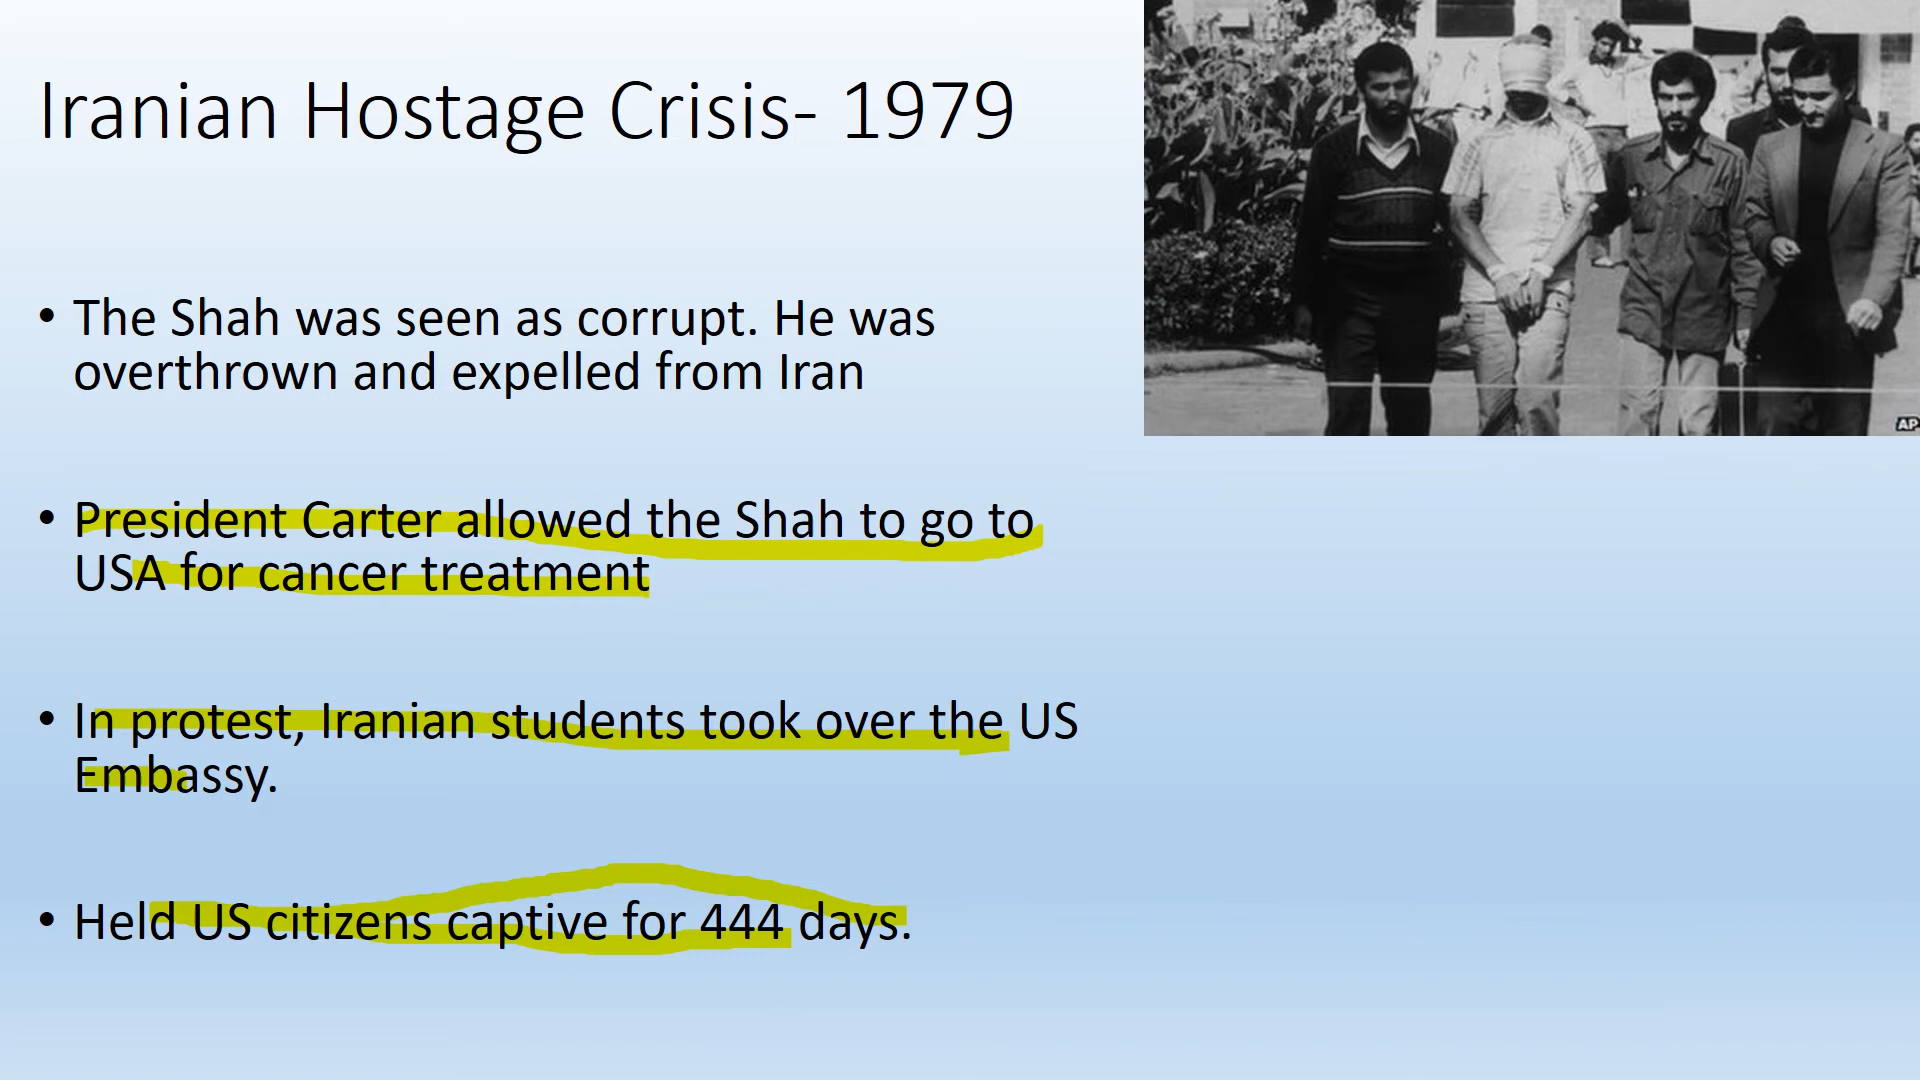 Iranian Hostage Crisis- 1979
• The Shah was seen as corrupt. He was
overthrown and expelled from Iran
• President Carter allowed the Shah to go to
USA for cancer treatment
• In protest, Iranian students took over the US
Embassy.
• Held US citizens captive for 444 days.
AP